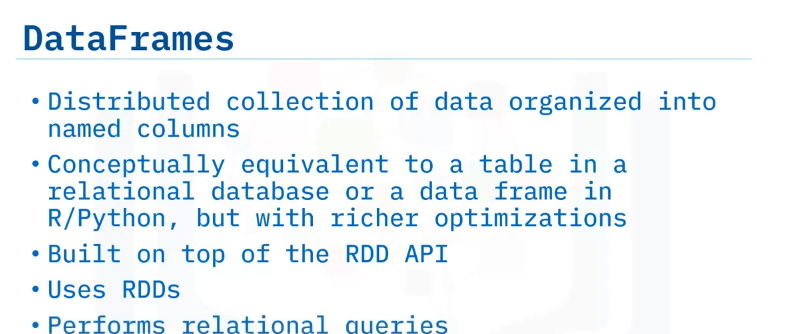 DataFrames
• Distributed collection of data organized into
named columns
• Conceptually equivalent to a table in a
relational database or a data frame in
R/Python, but with richer optimizations
• Built on top of the RDD API
• Uses RDDs
• Performs relational queries